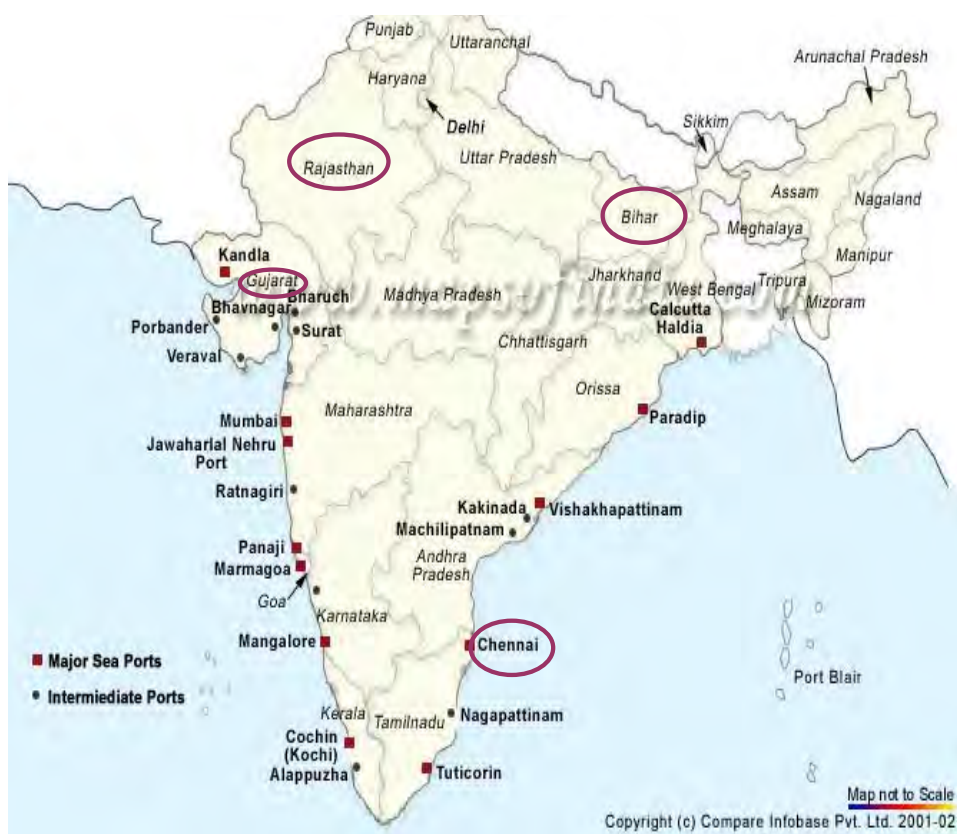 Punjab
Uttaranchal
Arunachal Pradesh
Haryana
Delhi
Sikkim
Uttar Pradesh
Rajasthan
Assam
Nagaland
Bihar
Meghalaya
Manipur
Kandla
Gujarat
Jharkhand
West Bengal
Tripura
Mizoram
Madhya Pradesh
Bharuch
Bhavnagar
Porbander
Surat
Calcutta
Haldia
Veraval
Chhattisgarh
Orissa
Maharashtra
Paradip
Mumbai
Jawaharlal Nehru
Port
Ratnagiri
Kakinada
Vishakhapattinam
Machilipatnam
Panaji
Marmagoa
Andhra
Pradesh
Goa
Karnataka
Mangalore
Chennai
Major Sea Ports
Intermiediate Ports
Port Blair
Kerala
Tamilnadu
Nagapattinam
Cochin
(Kochi)
Alappuzha
Tuticorin
Map not to Scale
Copyright (c) Compare Infobase Pvt. Ltd. 2001-02